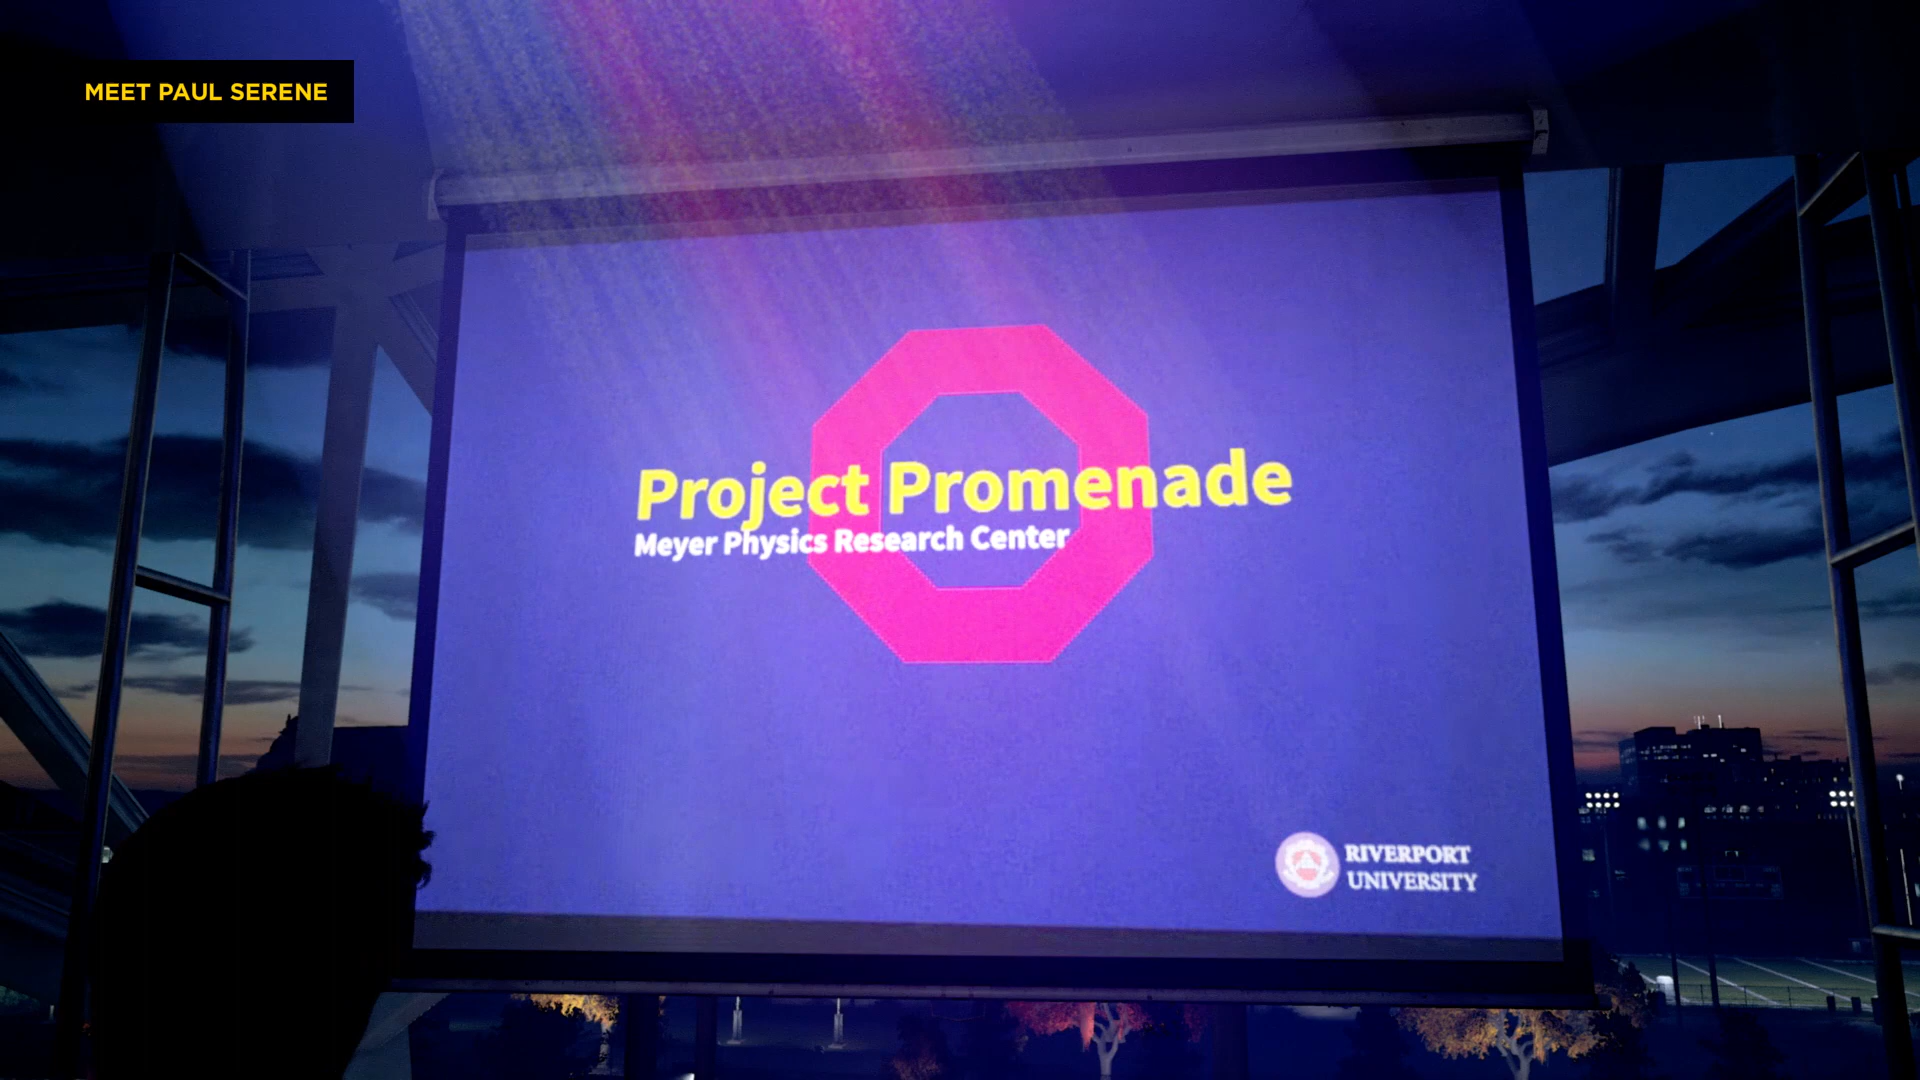 MEET PAUL SERENE
Project Promenade
Meyer Physics Research Center
RIVERPORT
UNIVERSITY